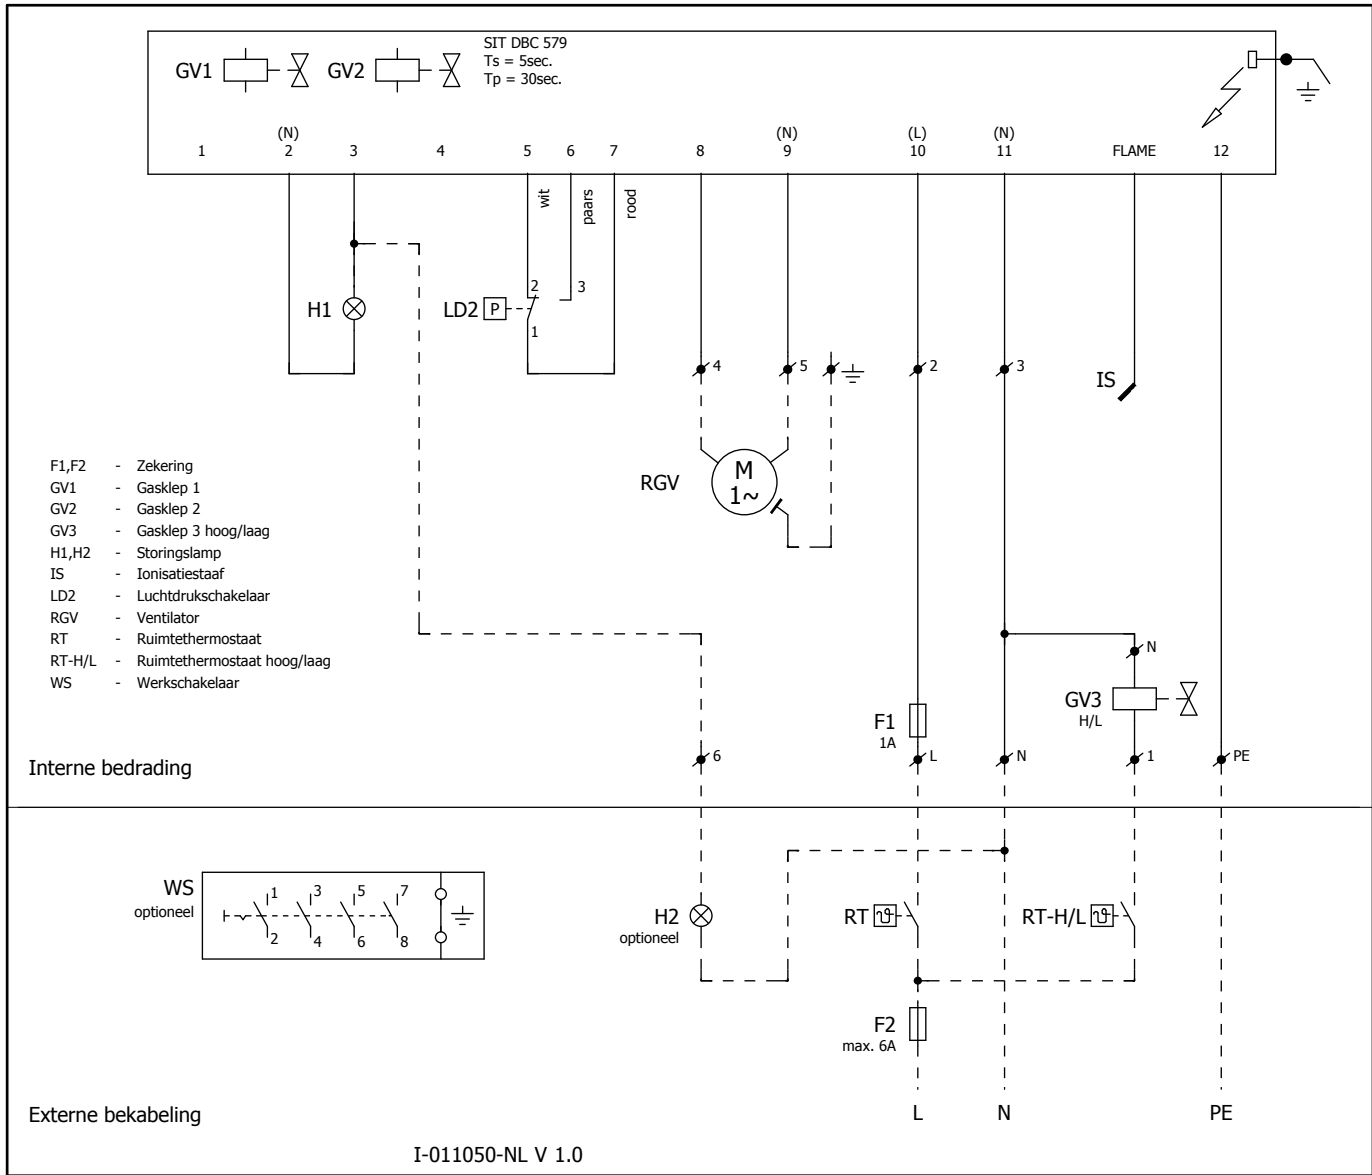 SIT DBC 579
Ts = 5sec.
Tp = 30sec.
GV1
GV2
(N) (N) (L) (N)
1 2 3 4 5 6 7 8 9 10 11 FLAME 12
wit
paars
rood
2
3
H1
LD2 P
1
4 5 2 3
IS
RGV
M
1~
F1,F2 - Zekering
GV1 - Gasklep 1
GV2 - Gasklep 2
GV3 - Gasklep 3 hoog/laag
H1,H2 - Storingslamp
IS - Ionisatiestaaf
LD2 - Luchtdrukschakelaar
RGV - Ventilator
RT - Ruimtethermostaat
RT-H/L - Ruimtethermostaat hoog/laag
WS - Werkschakelaar
N
GV3
H/L
F1
1A
6 L N 1 PE
Interne bedrading
WS
optioneel
1 3 5 7
2 4 6 8
H2
optioneel
RT ϑ
RT-H/L ϑ
F2
max. 6A
L N PE
Externe bekabeling
I-011050-NL V 1.0